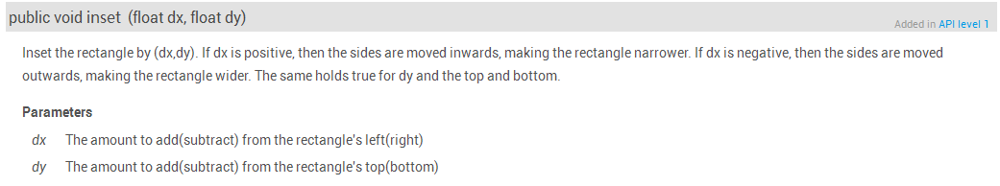 public void inset (float dx, float dy)
Added in API level 1
Inset the rectangle by (dx,dy). If dx is positive, then the sides are moved inwards, making the rectangle narrower. If dx is negative, then the sides are moved
outwards, making the rectangle wider. The same holds true for dy and the top and bottom.
Parameters
dx The amount to add(subtract) from the rectangle's left(right)
dy The amount to add(subtract) from the rectangle's top(bottom)